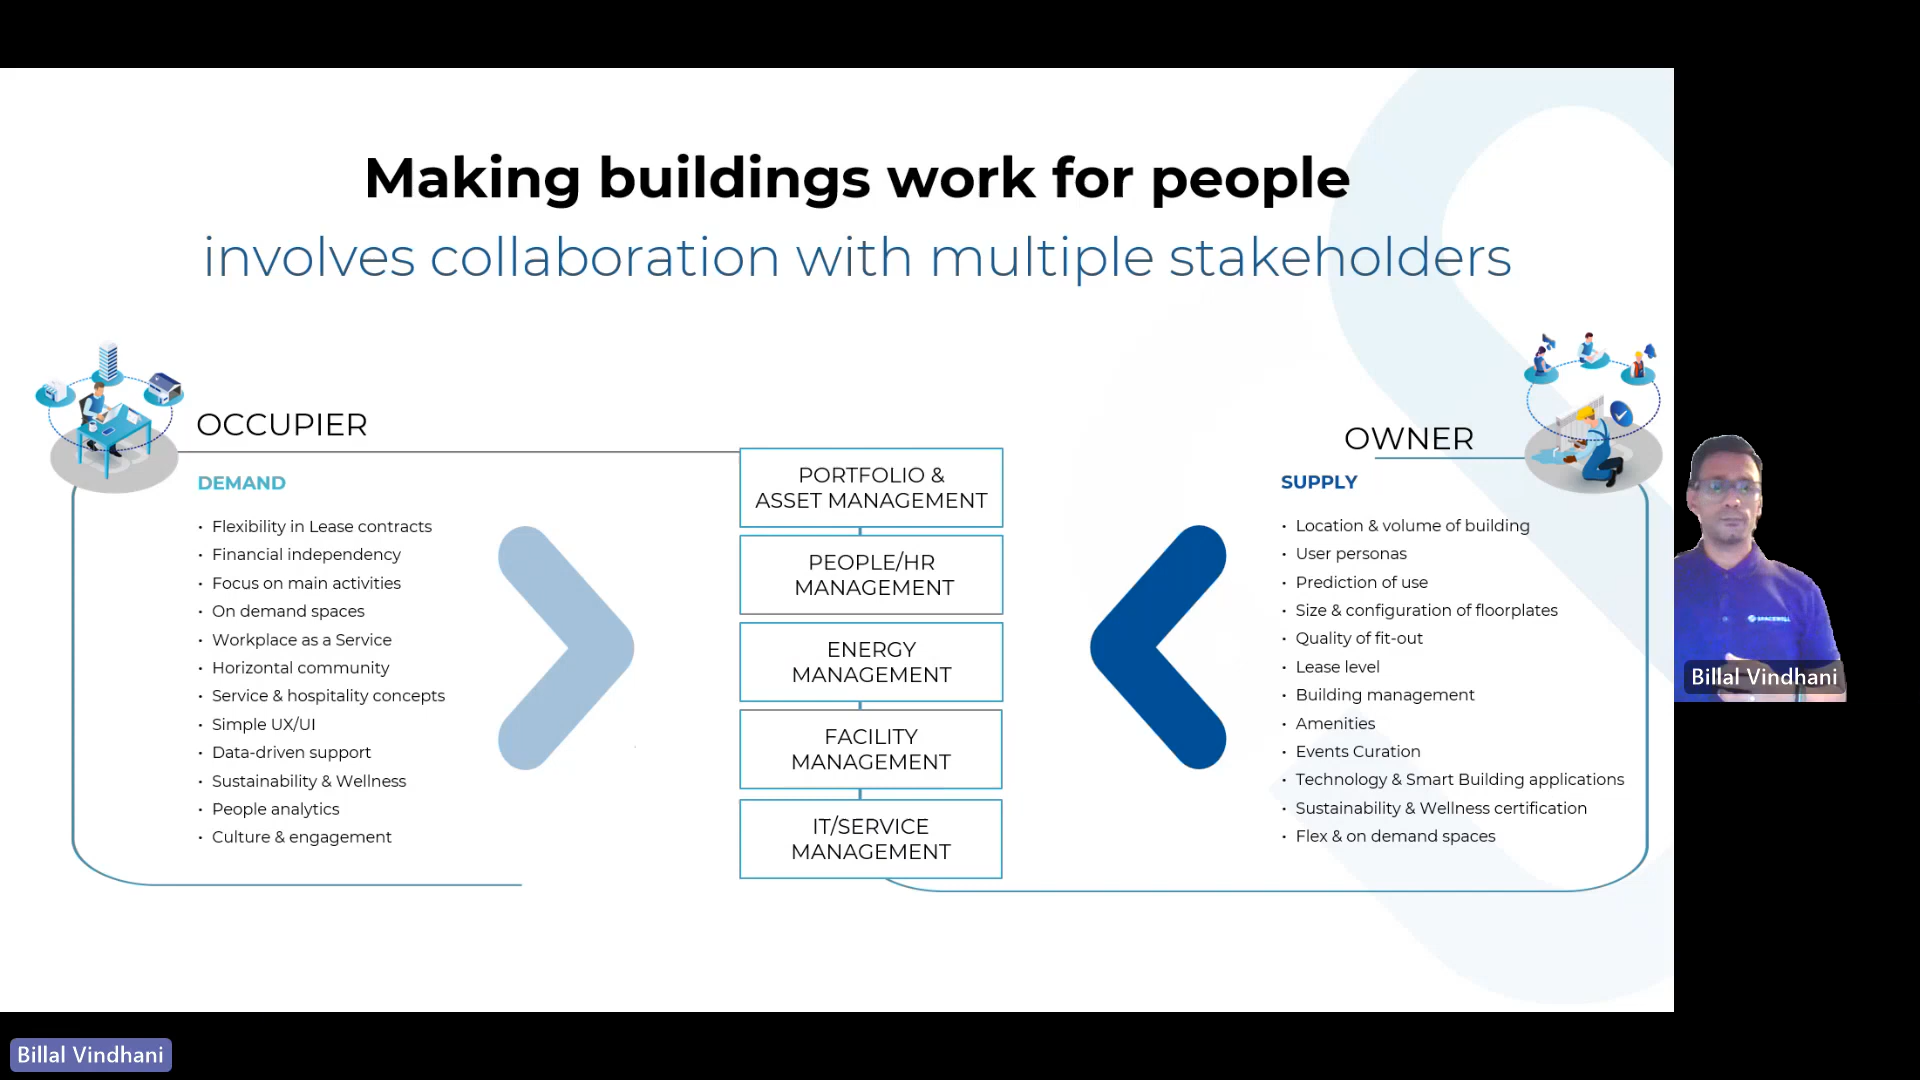 Making buildings work for people
involves collaboration with multiple stakeholders
OCCUPIER
DEMAND
• Flexibility in Lease contracts
• Financial independency
• Focus on main activities
• On demand spaces
• Workplace as a Service
• Horizontal community
• Service & hospitality concepts
• Simple UX/UI
• Data-driven support
• Sustainability & Wellness
• People analytics
• Culture & engagement
PORTFOLIO &
ASSET MANAGEMENT
PEOPLE/HR
MANAGEMENT
ENERGY
MANAGEMENT
FACILITY
MANAGEMENT
IT/SERVICE
MANAGEMENT
OWNER
SUPPLY
• Location & volume of building
• User personas
• Prediction of use
• Size & configuration of floorplates
• Quality of fit-out
• Lease level
• Building management
• Amenities
• Events Curation
• Technology & Smart Building applications
• Sustainability & Wellness certification
• Flex & on demand spaces
SPACEWELL
Billal Vindhani
Billal Vindhani